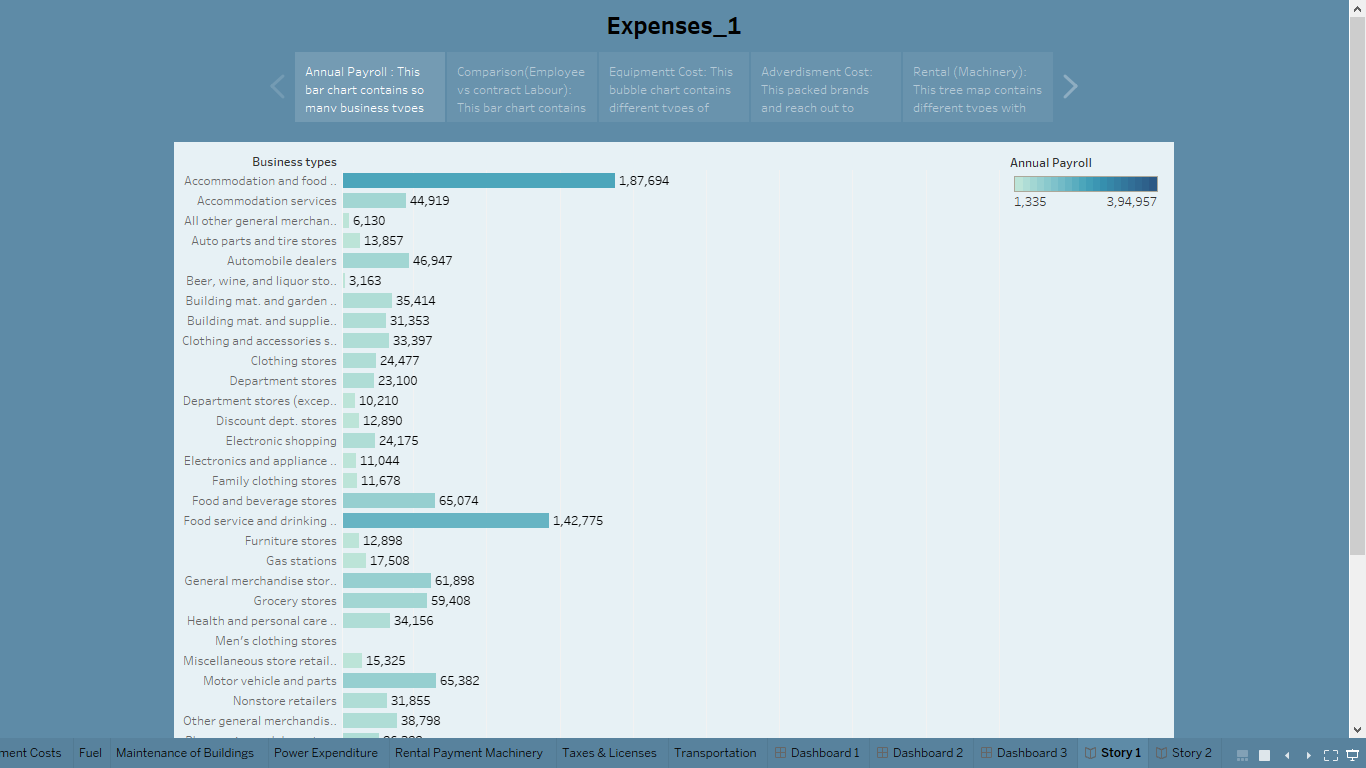 Expenses_1
Annual Payroll : This
bar chart contains so
many business types
Comparison(Employee
vs contract Labour):
This bar chart contains
Equipmentt Cost: This
bubble chart contains
different types of
Adverdisment Cost:
This packed brands
and reach out to
Rental (Machinery):
This tree map contains
different types with
Business types
Accommodation and food .. 1,87,694
Accommodation services 44,919
All other general merchan.. 6,130
Auto parts and tire stores 13,857
Automobile dealers 46,947
Beer, wine, and liquor sto.. 3,163
Building mat. and garden .. 35,414
Building mat. and supplie.. 31,353
Clothing and accessories s.. 33,397
Clothing stores 24,477
Department stores 23,100
Department stores (excep.. 10,210
Discount dept. stores 12,890
Electronic shopping 24,175
Electronics and appliance .. 11,044
Family clothing stores 11,678
Food and beverage stores 65,074
Food service and drinking .. 1,42,775
Furniture stores 12,898
Gas stations 17,508
General merchandise stor.. 61,898
Grocery stores 59,408
Health and personal care .. 34,156
Men's clothing stores
Miscellaneous store retail.. 15,325
Motor vehicle and parts 65,382
Nonstore retailers 31,855
Other general merchandis.. 38,798
Annual Payroll
1,335 3,94,957
ment Costs Fuel Maintenance of Buildings Power Expenditure Rental Payment Machinery Taxes & Licenses Transportation Dashboard 1 Dashboard 2 Dashboard 3 Story 1 Story 2